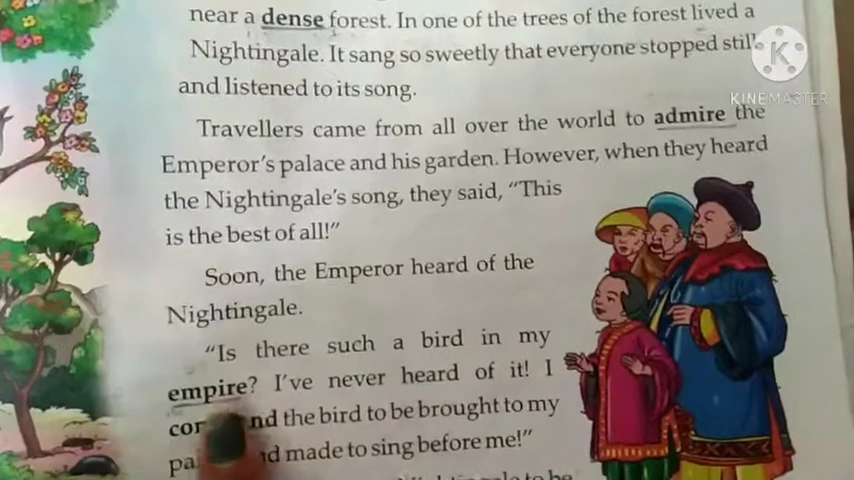 near a dense forest. In one of the trees of the forest lived a
Nightingale. It sang so sweetly that everyone stopped still
and listened to its song.
Travellers came from all over the world to admire the
Emperor's palace and his garden. However, when they heard
the Nightingale's song, they said, "This
is the best of all!"
Soon, the Emperor heard of the
Nightingale.
"Is there such a bird in my
empire? I've never heard of it! I
the bird to be brought to my
made to sing before me!"
to be
KINEMASTER